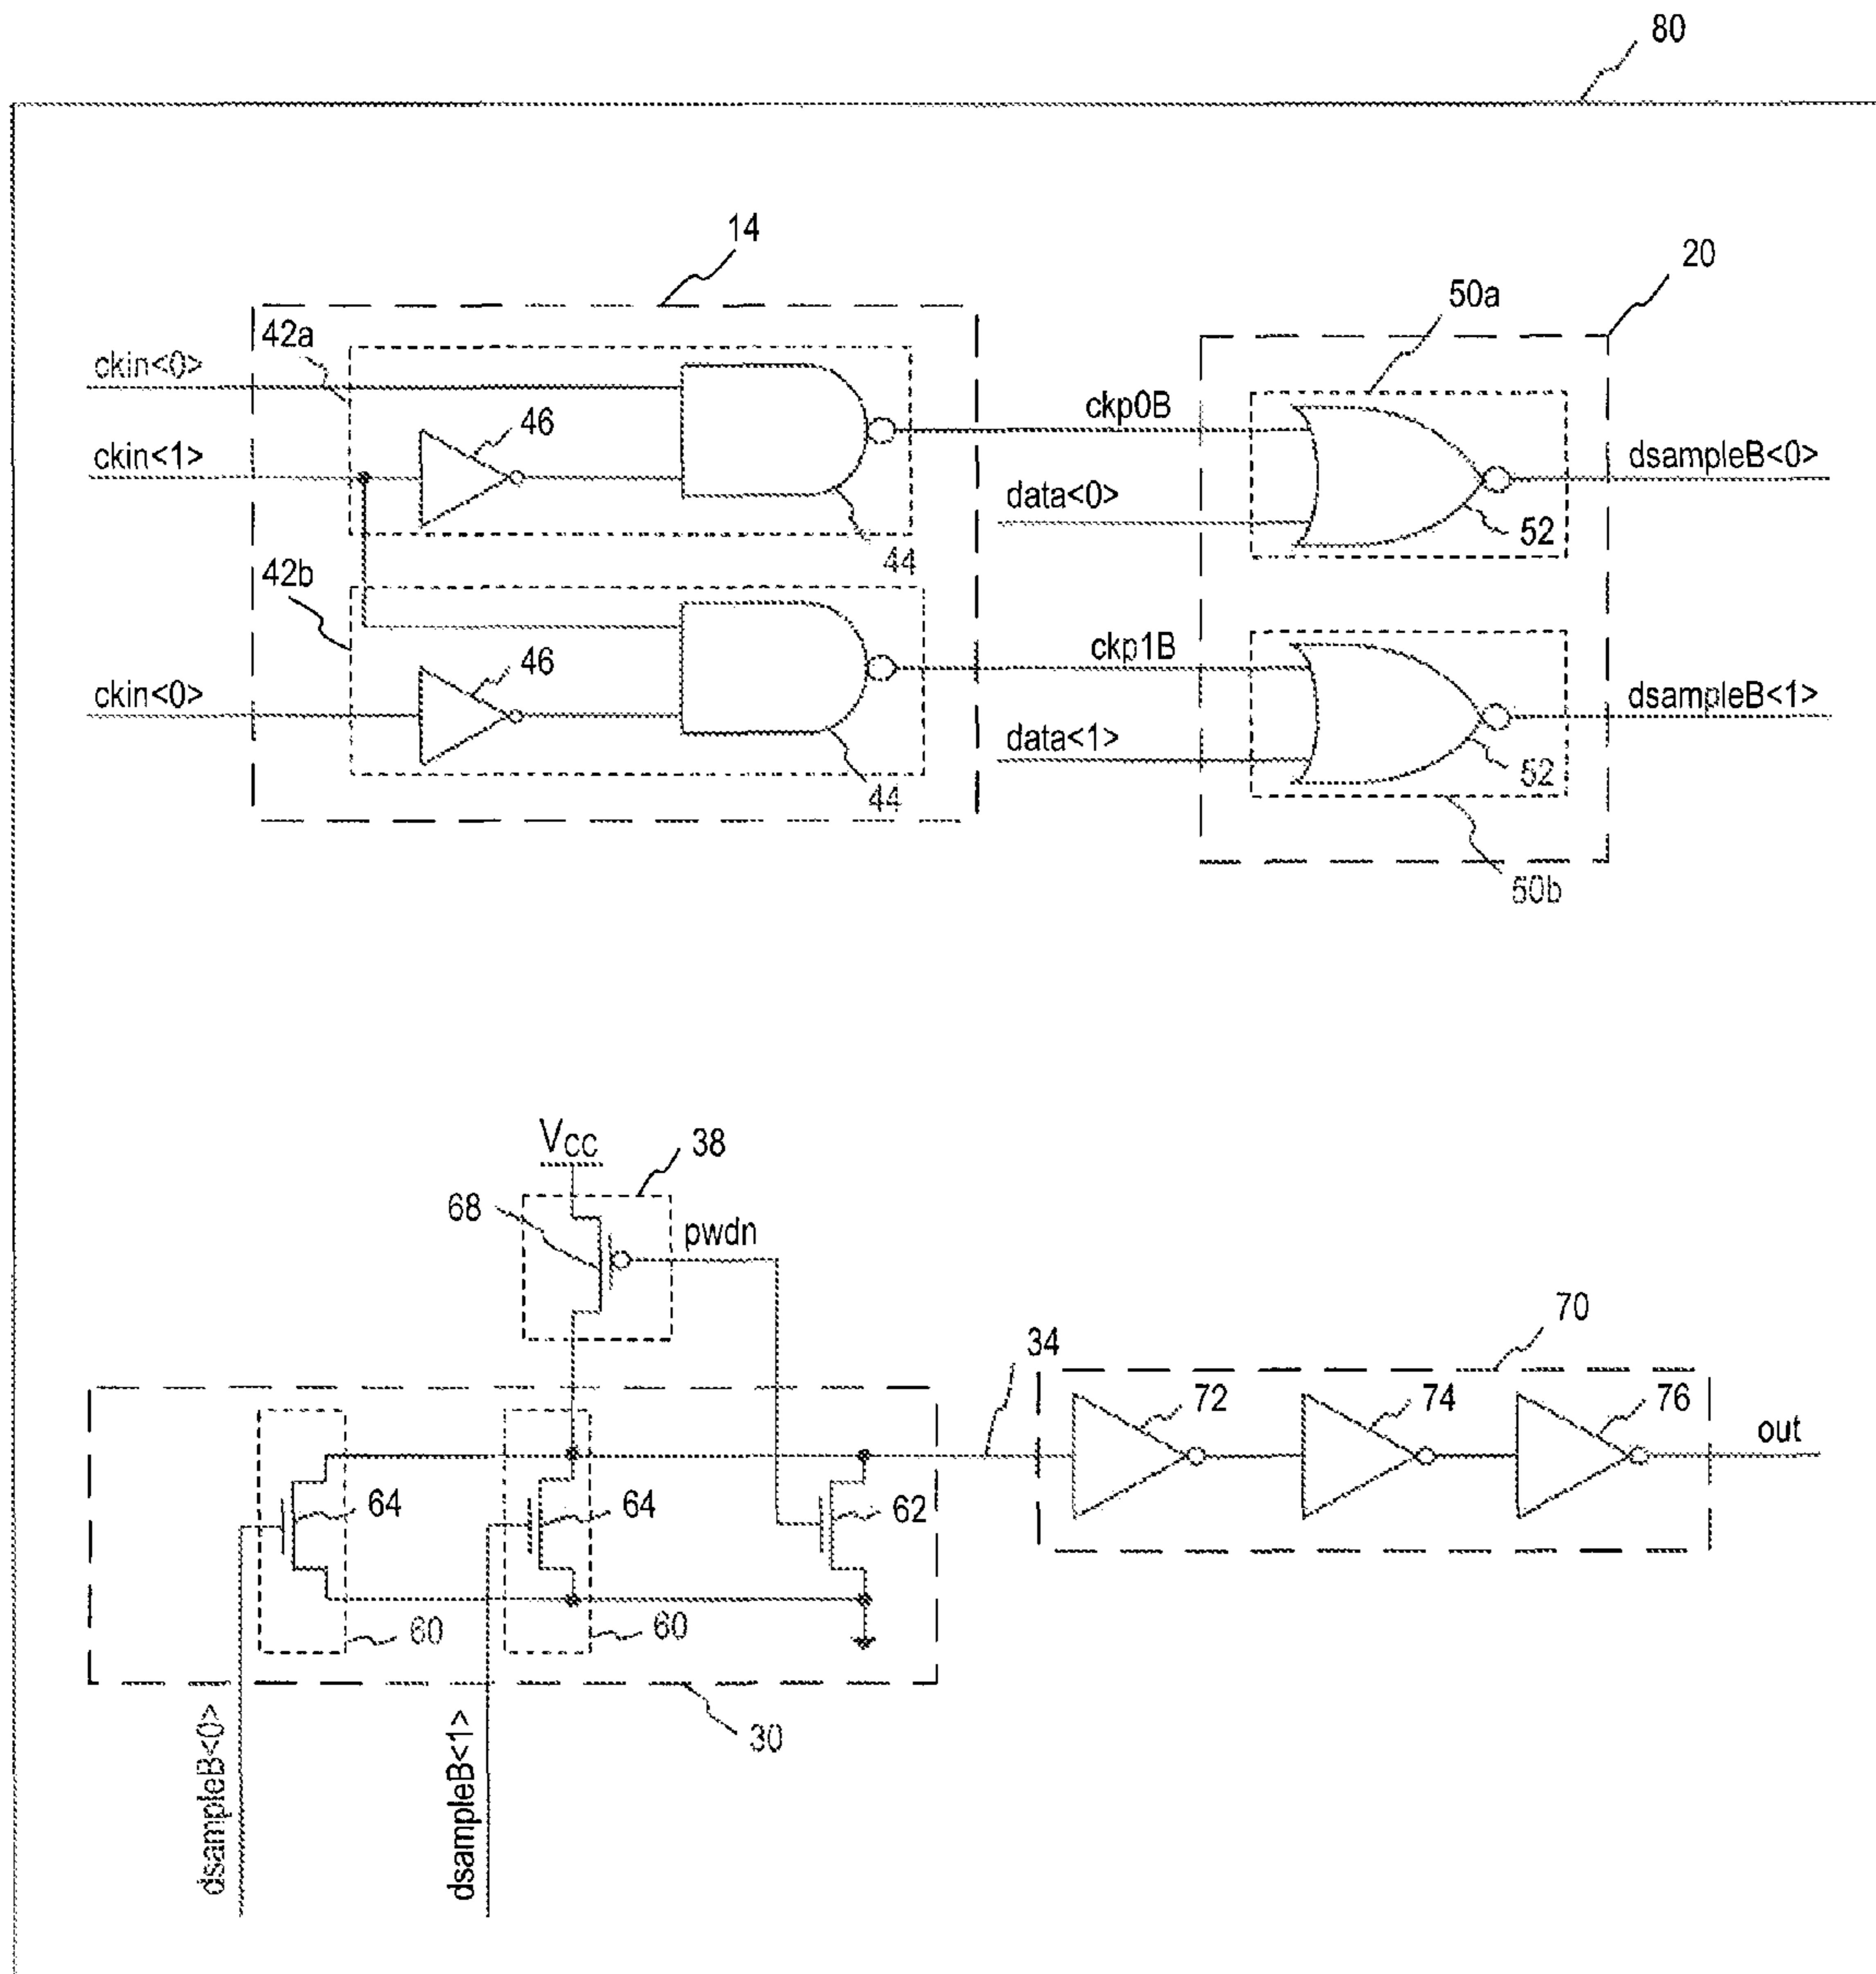 80
14
20
50a
42a
ckin<0>
46
ckp0B
ckin<1>
dsampleB<0>
data<0>
52
44
42b
ckp1B
46
ckin<0>
dsampleB<1>
data<1>
52
44
50b
VCC
38
68
pwdn
70
34
72
74
76
out
64
64
62
60
60
30
dsampleB<0>
dsampleB<1>